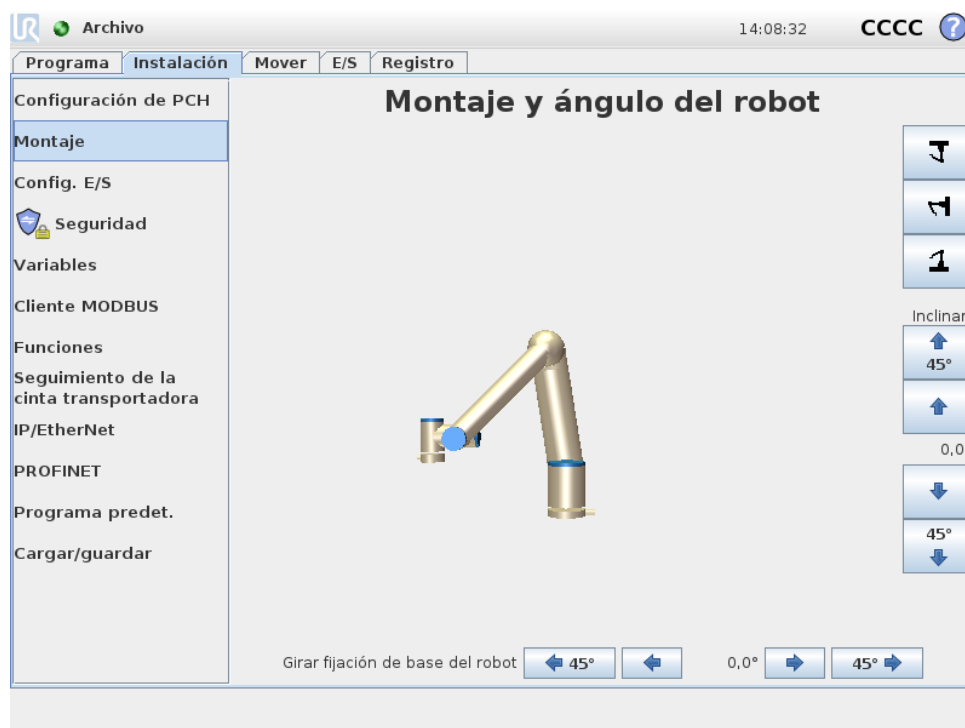 UR Archivo 14:08:32 CCCC ?
Programa Instalación Mover E/S Registro
Configuración de PCH
Montaje
Config. E/S
Seguridad
Variables
Cliente MODBUS
Funciones
Seguimiento de la
cinta transportadora
IP/EtherNet
PROFINET
Programa predet.
Cargar/guardar
Montaje y ángulo del robot
Inclinar
45°
0,0
45°
Girar fijación de base del robot 45° 0,0° 45°